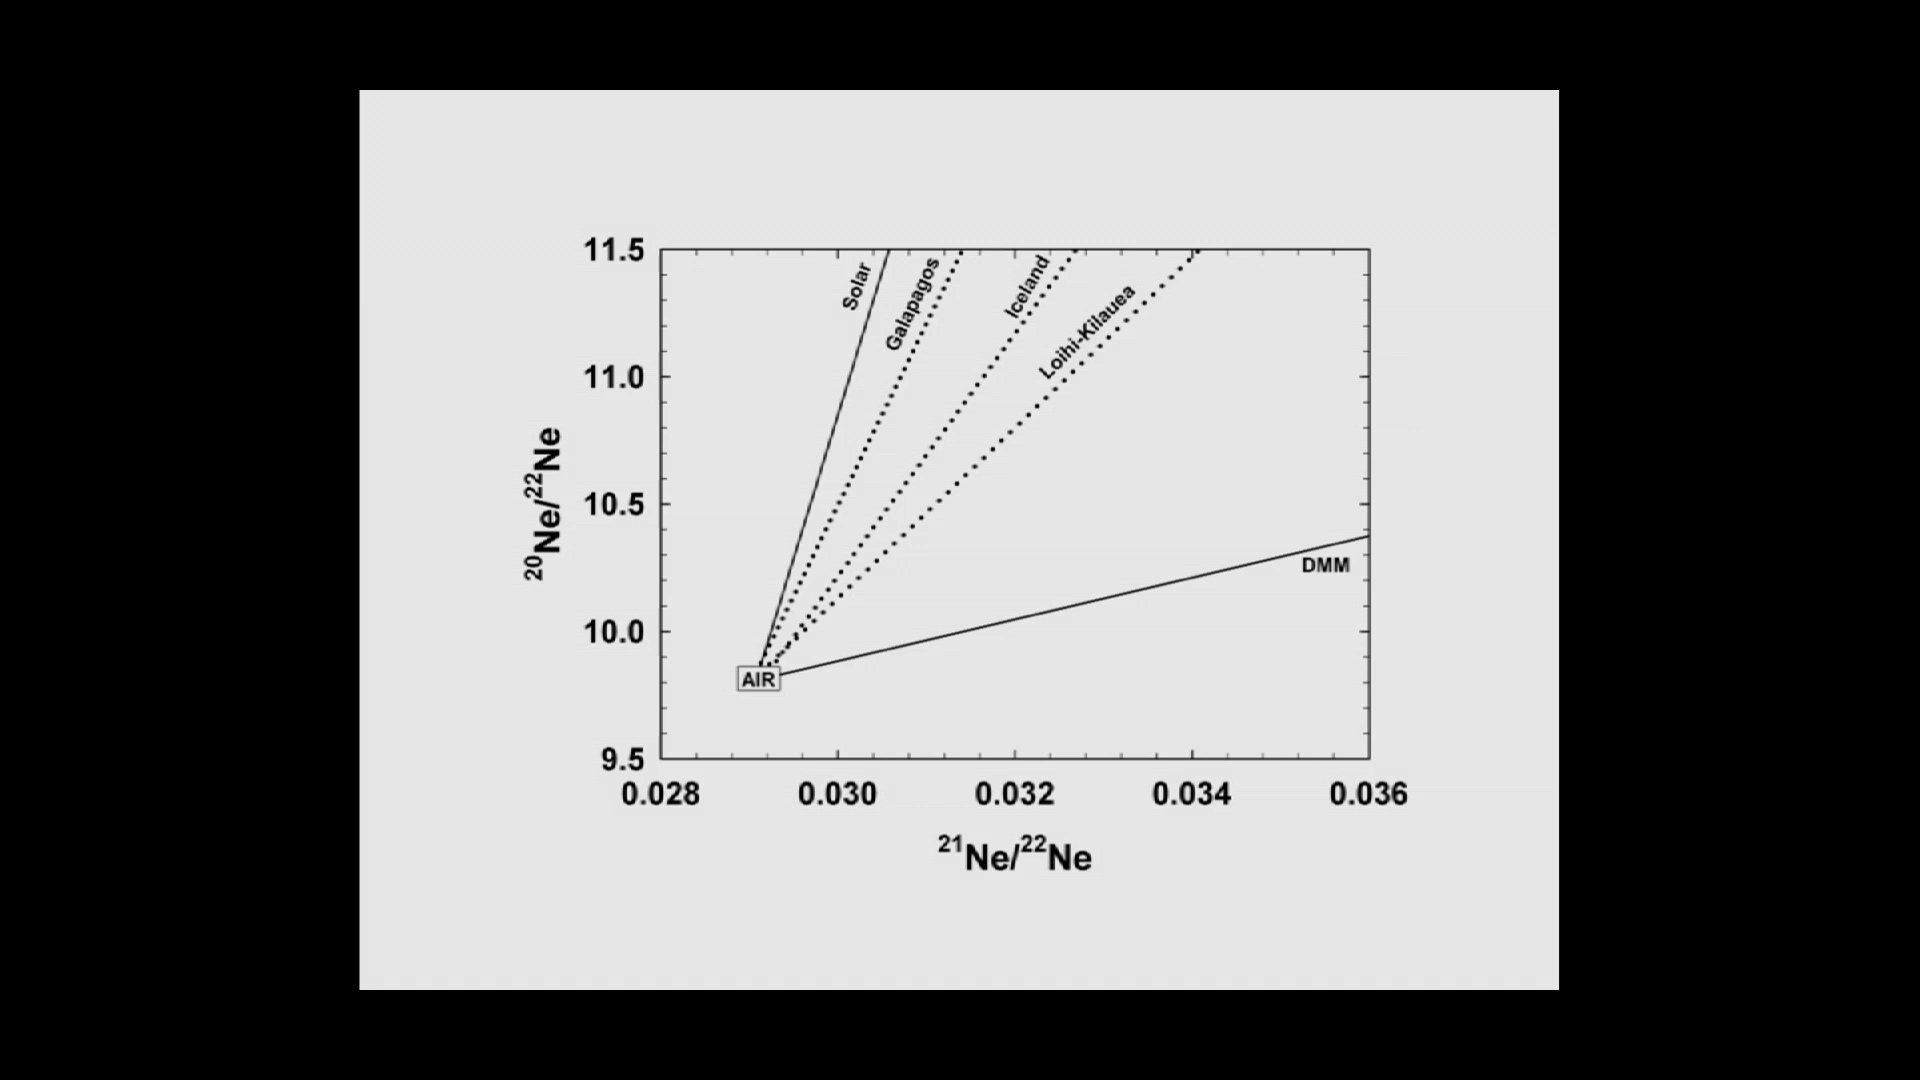 11.5
11.0
10.5
10.0
9.5
20Ne/22Ne
Solar
Galapagos
Iceland
Loihi-Kilauea
DMM
AIR
0.028 0.030 0.032 0.034 0.036
21Ne/22Ne